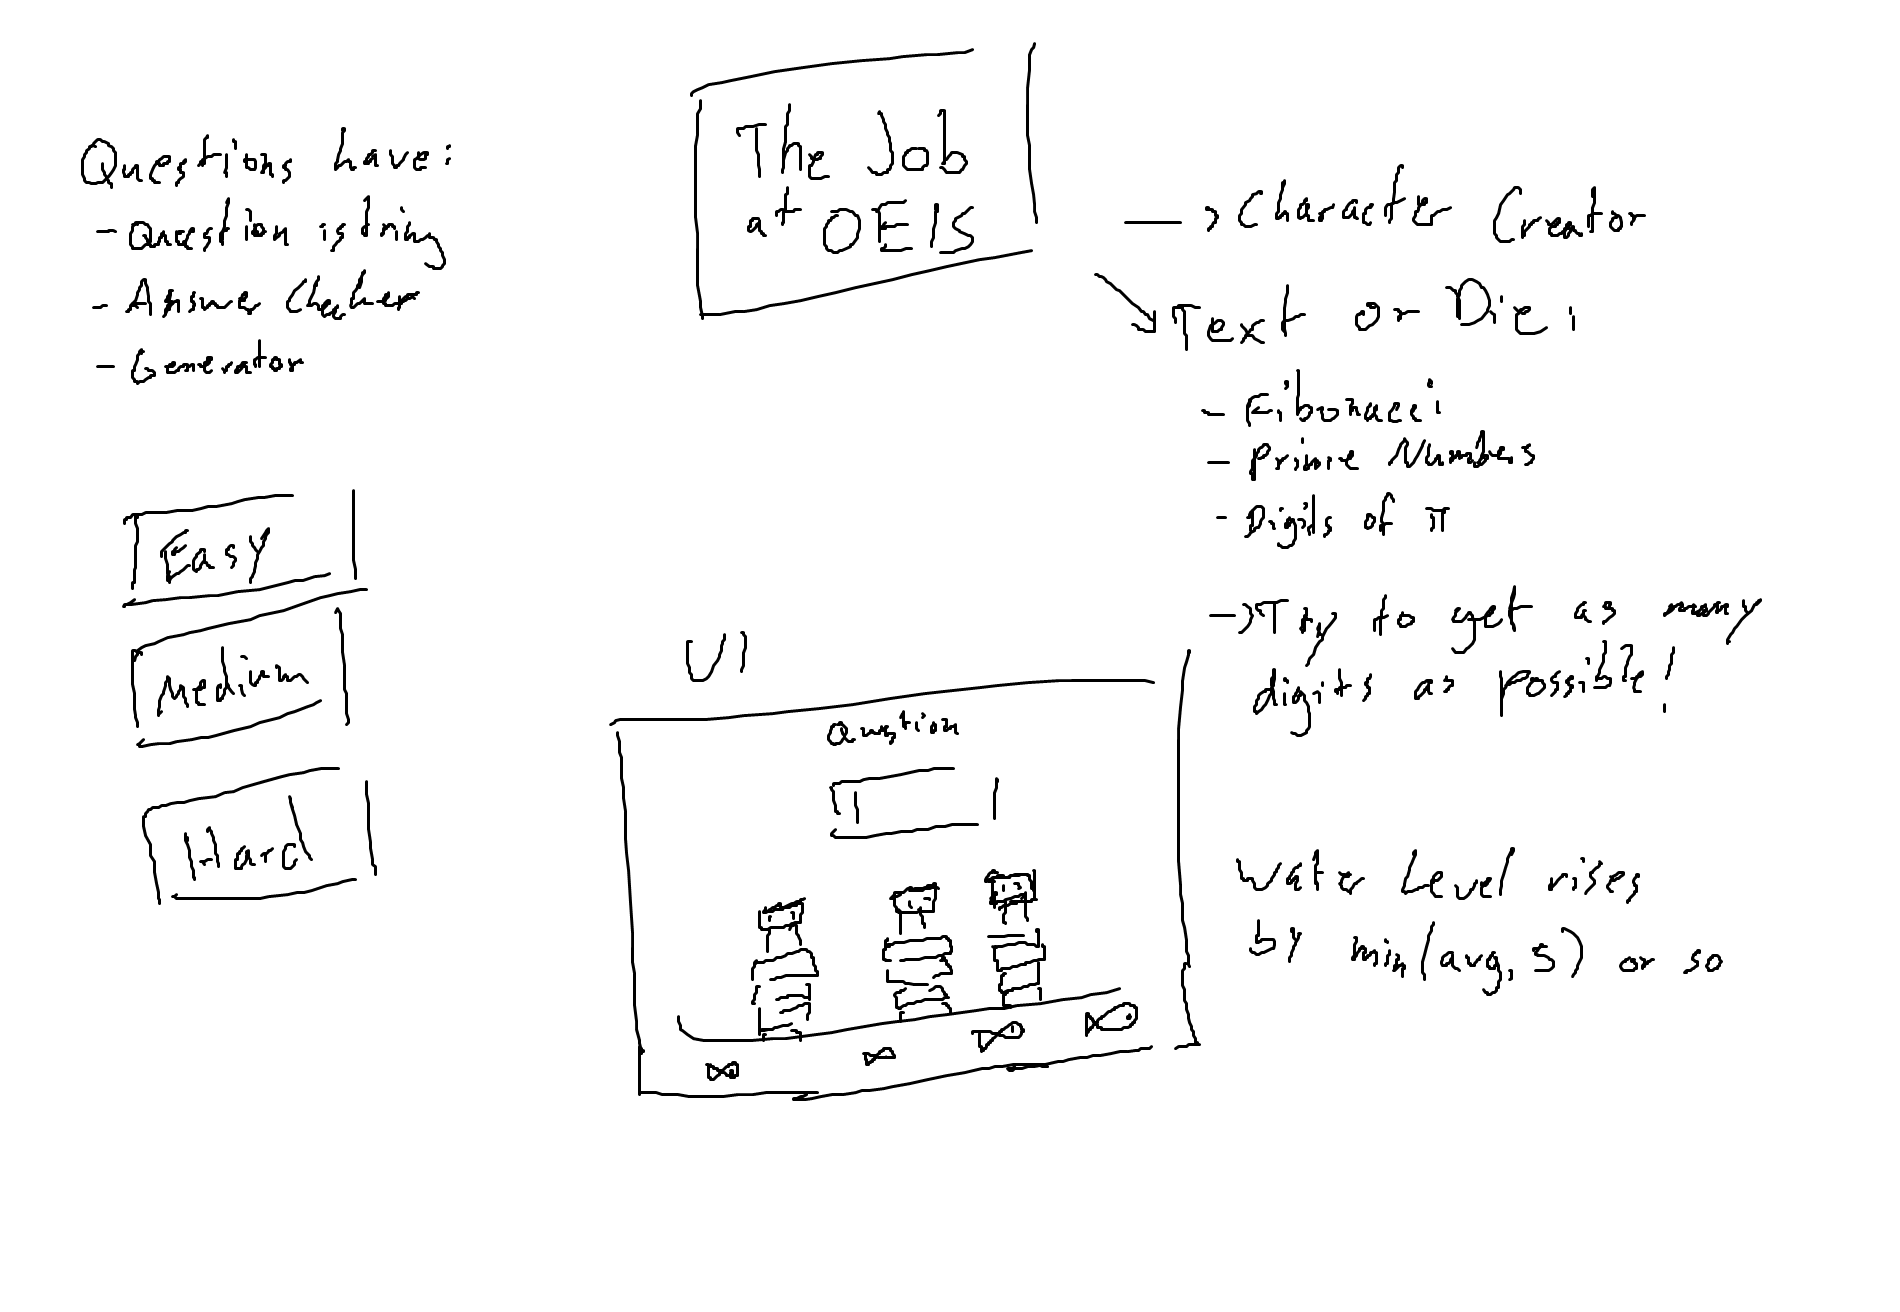 The Job
at OEIS
Questions have:
- Question string
- Answer Checker
- Generator
Easy
Medium
Hard
-> Character Creator
Text or Die:
- Fibonacci
- Prime Numbers
- Digits of π
-> Try to get as many
digits as possible!
UI
Question
Water Level rises
by min(avg, 5) or so